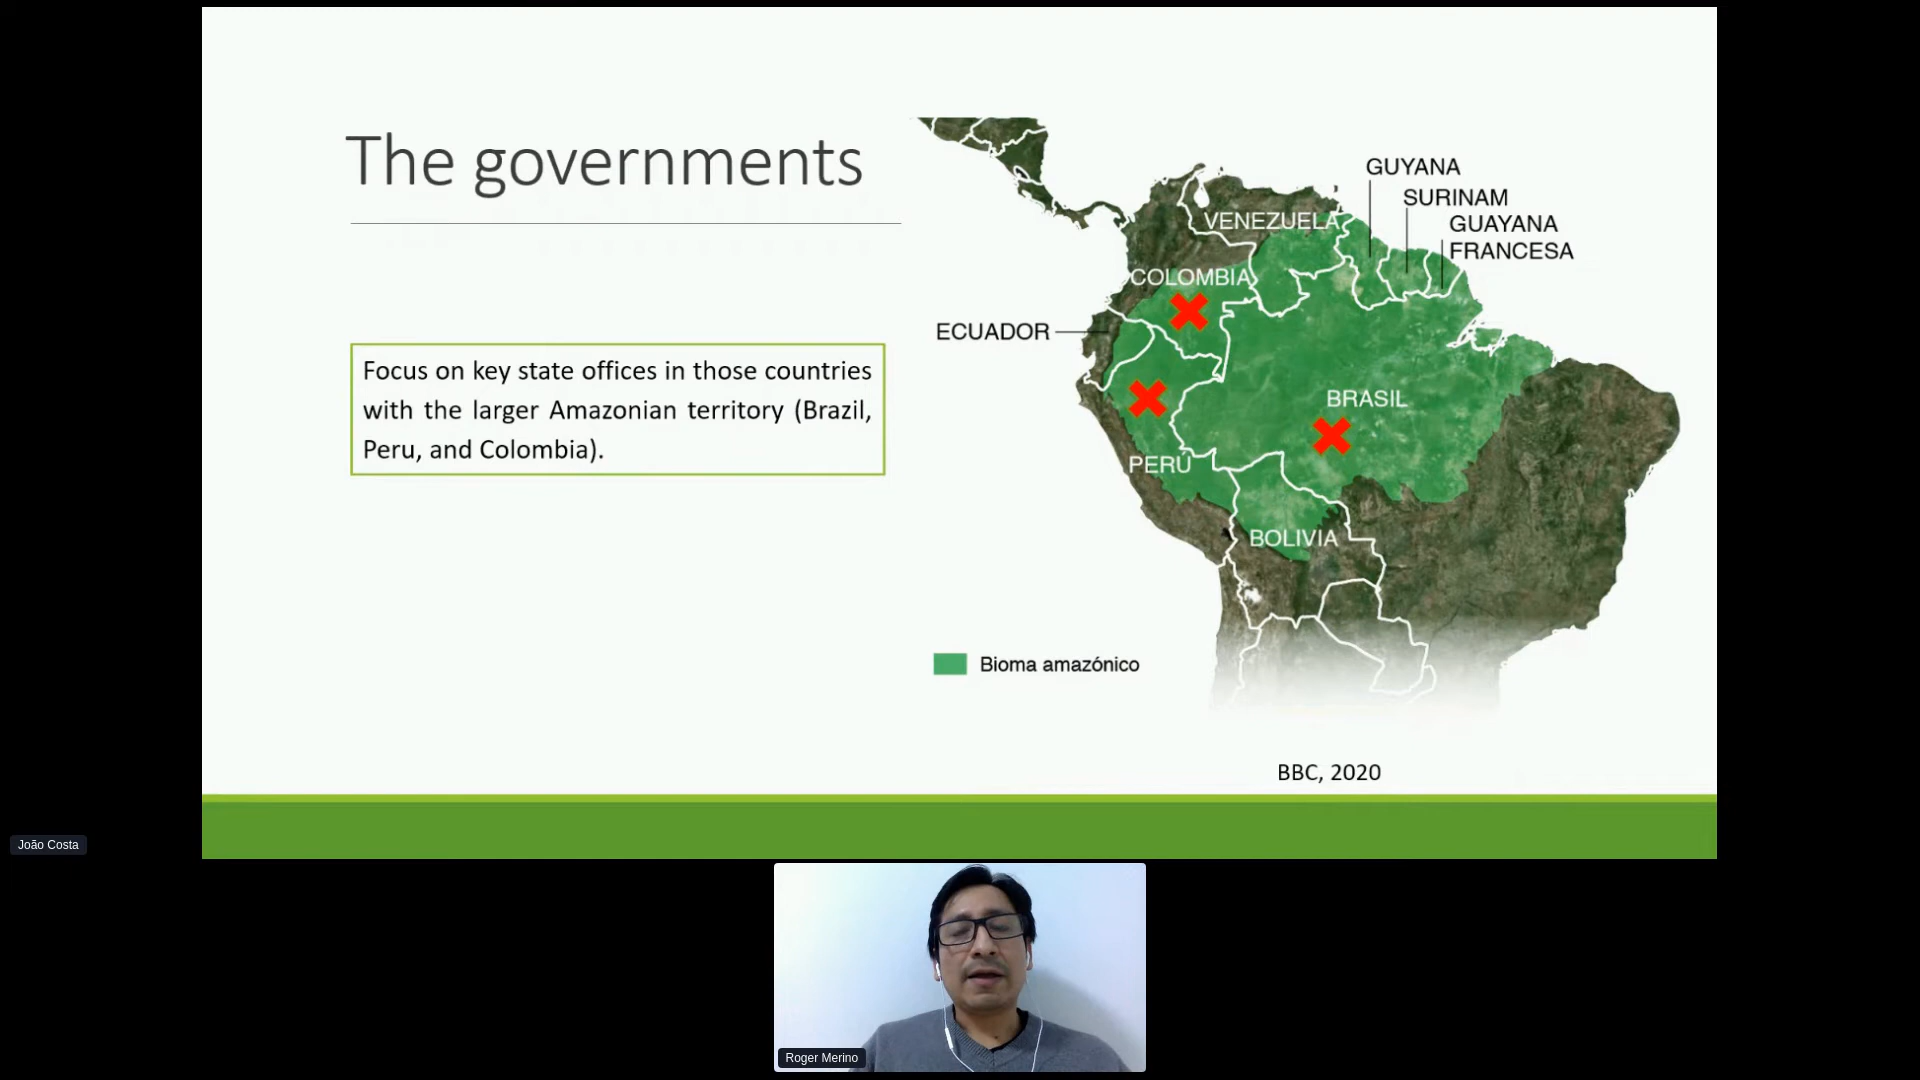 The governments
Focus on key state offices in those countries
with the larger Amazonian territory (Brazil,
Peru, and Colombia).
GUYANA
SURINAM
GUAYANA
FRANCESA
VENEZUELA
COLOMBIA
ECUADOR
BRASIL
PERÚ
BOLIVIA
Bioma amazónico
BBC, 2020
João Costa
Roger Merino